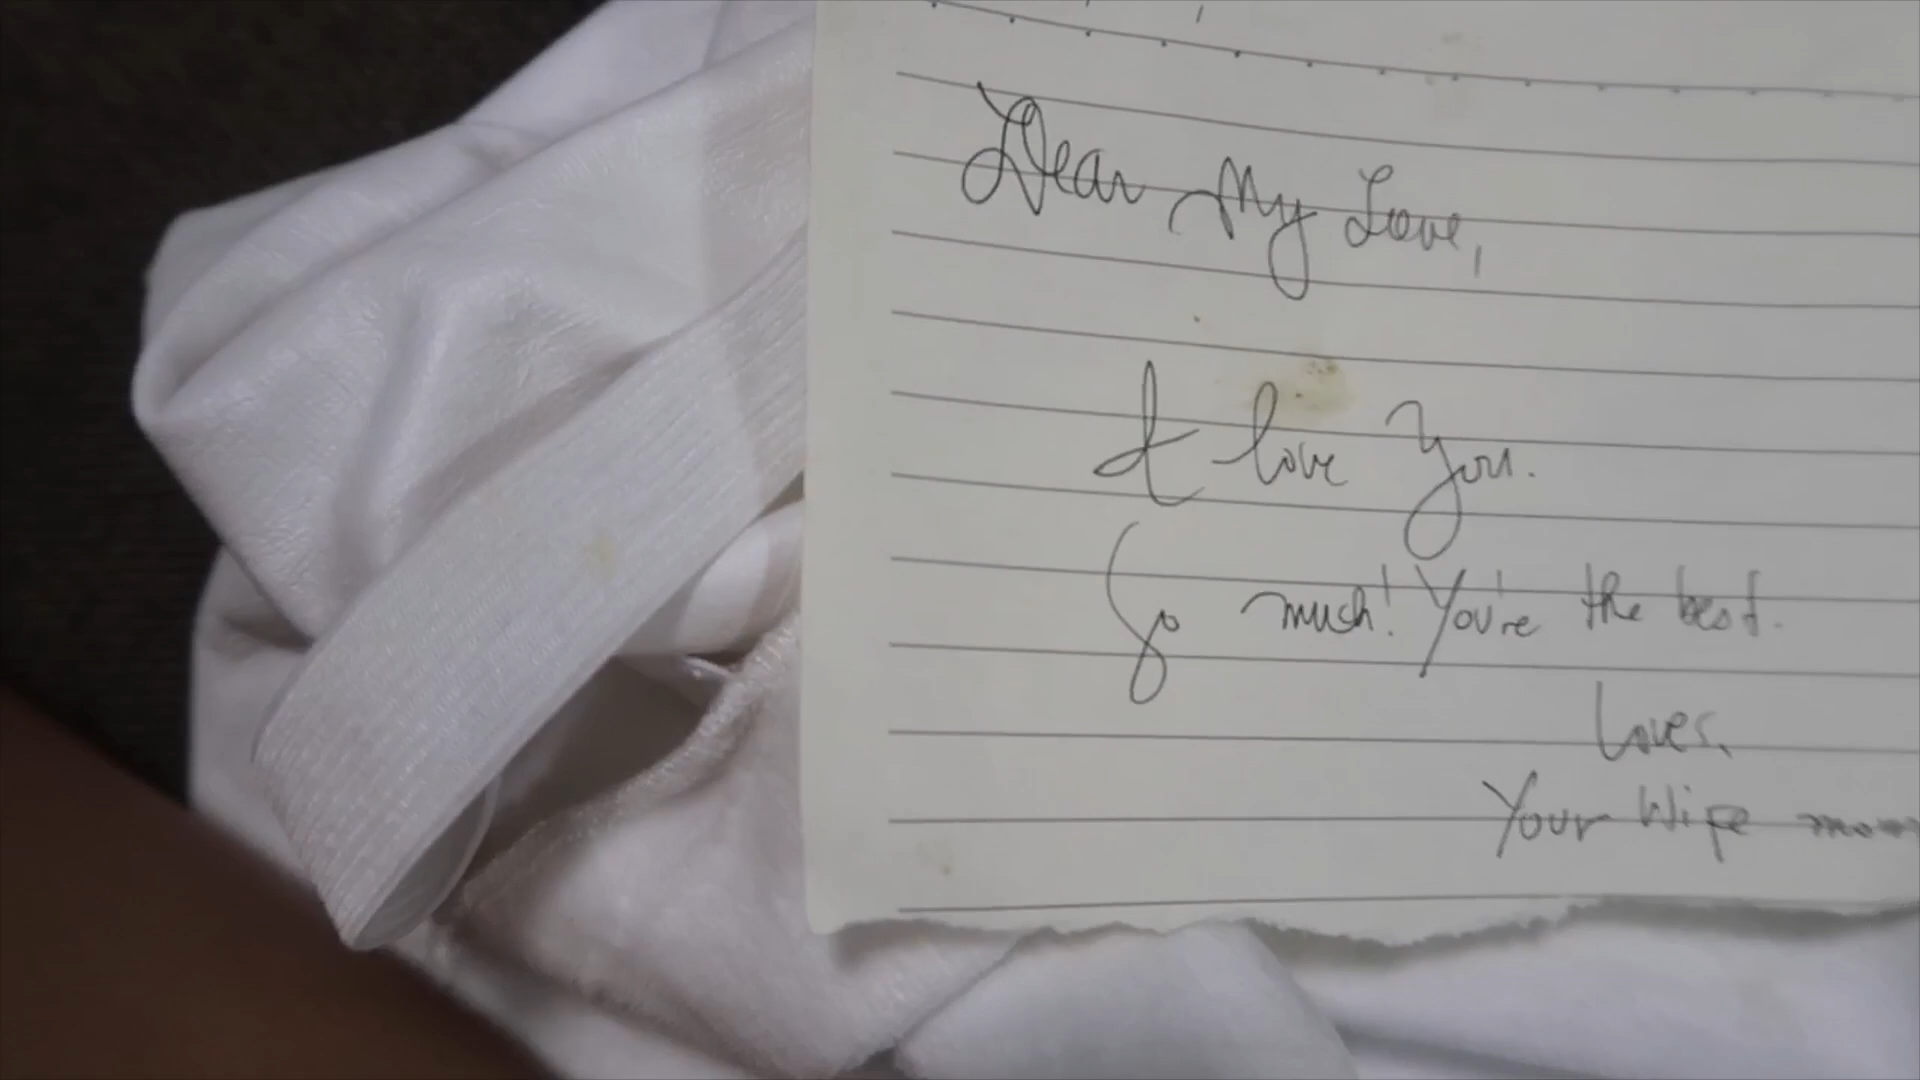 Dear My Love,
I love You.
So much! You're the best.
Loves,
Your Wife